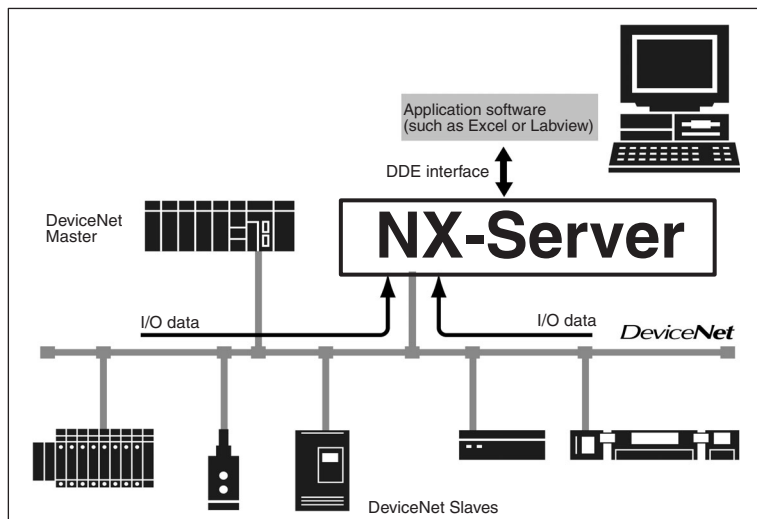 Application software
(such as Excel or Labview)
DDE interface
DeviceNet
Master
NX-Server
I/O data
I/O data
DeviceNet
DeviceNet Slaves